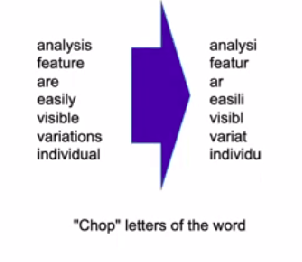 analysis analysi
feature featur
are ar
easily easili
visible visibl
variations variat
individual individu
"Chop" letters of the word